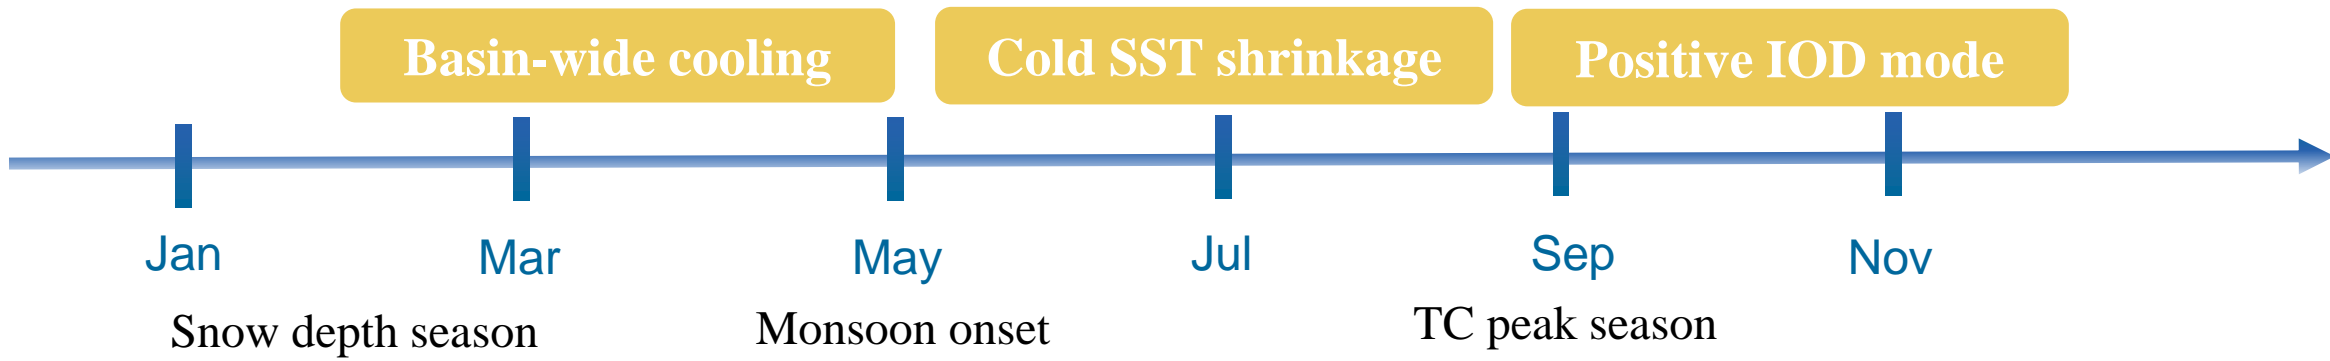 Basin-wide cooling
Cold SST shrinkage
Positive IOD mode
Jan
Mar
May
Jul
Sep
Nov
Snow depth season
Monsoon onset
TC peak season